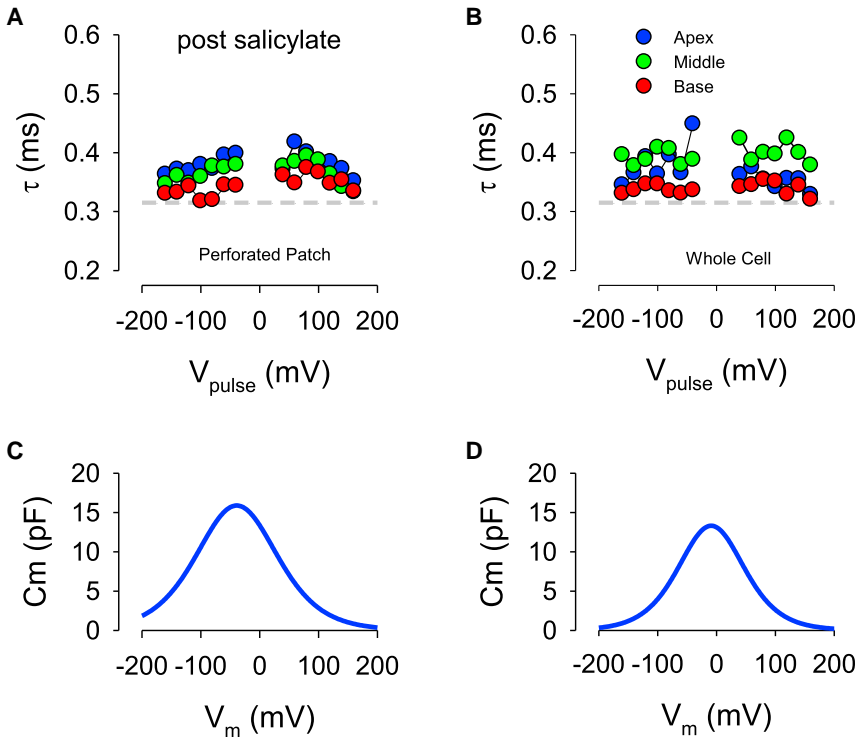 A
post salicylate
0.6
0.5
0.4
0.3
0.2
τ (ms)
Perforated Patch
-200 -100 0 100 200
Vpulse (mV)
B
Apex
Middle
Base
0.6
0.5
0.4
0.3
0.2
τ (ms)
Whole Cell
-200 -100 0 100 200
Vpulse (mV)
C
20
15
10
5
0
Cm (pF)
-200 -100 0 100 200
Vm (mV)
D
20
15
10
5
0
Cm (pF)
-200 -100 0 100 200
Vm (mV)